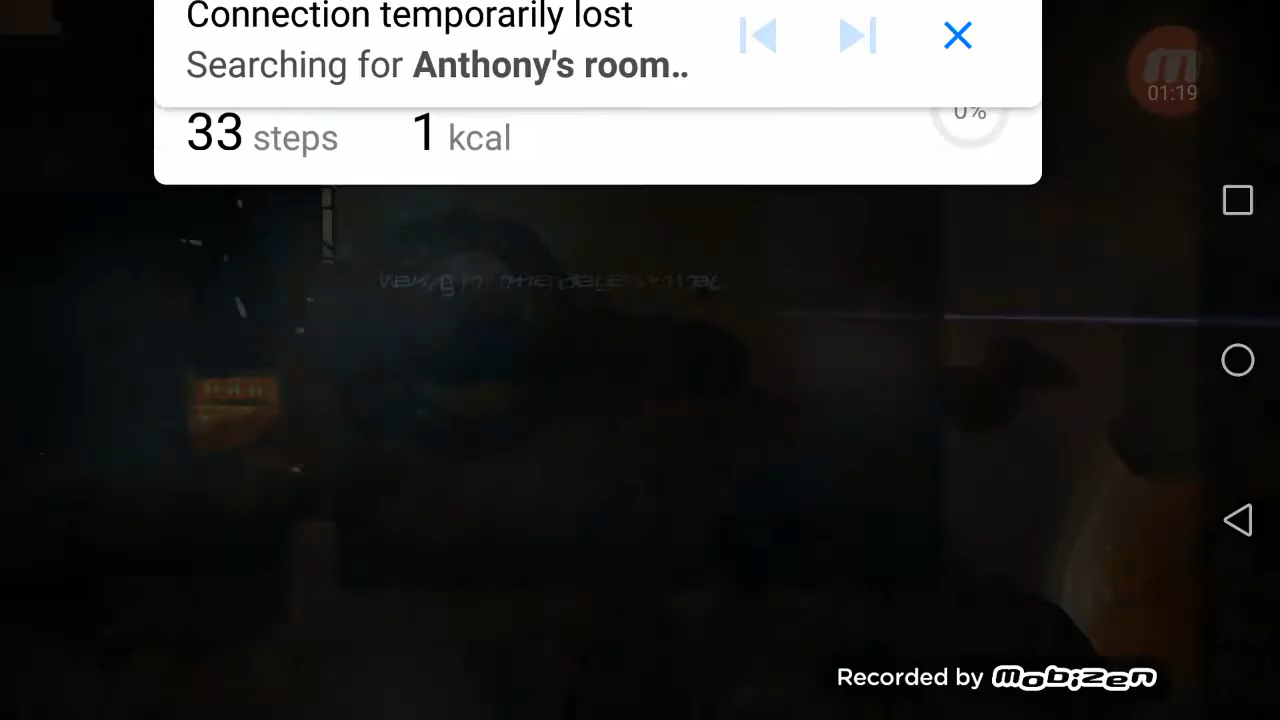 Connection temporarily lost
Searching for Anthony's room..
01:19
0%
33 steps 1 kcal
Recorded by mobizen